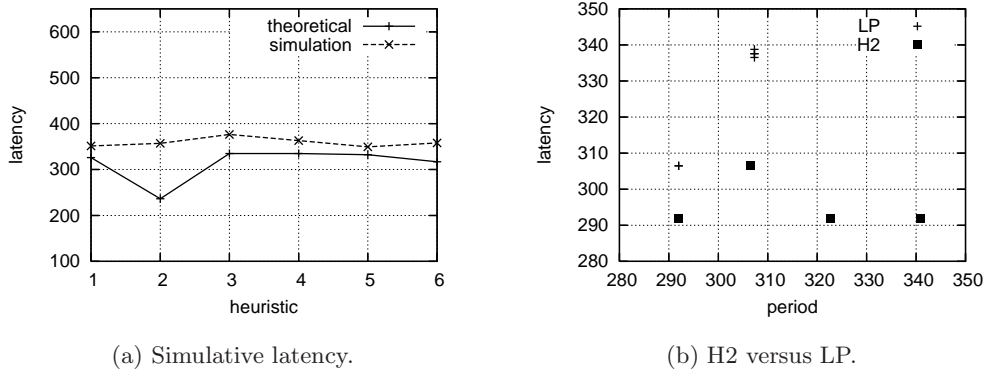 theoretical
simulation
600
500
400
300
200
100
latency
1 2 3 4 5 6
heuristic
(a) Simulative latency.
LP
H2
350
340
330
320
310
300
290
280
latency
280 290 300 310 320 330 340 350
period
(b) H2 versus LP.